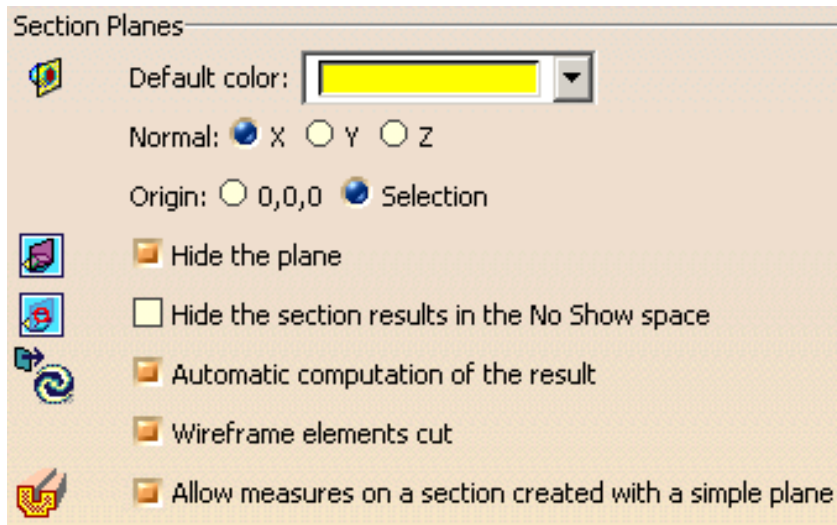 Section Planes
Default color:
Normal: X Y Z
Origin: 0,0,0 Selection
Hide the plane
Hide the section results in the No Show space
Automatic computation of the result
Wireframe elements cut
Allow measures on a section created with a simple plane